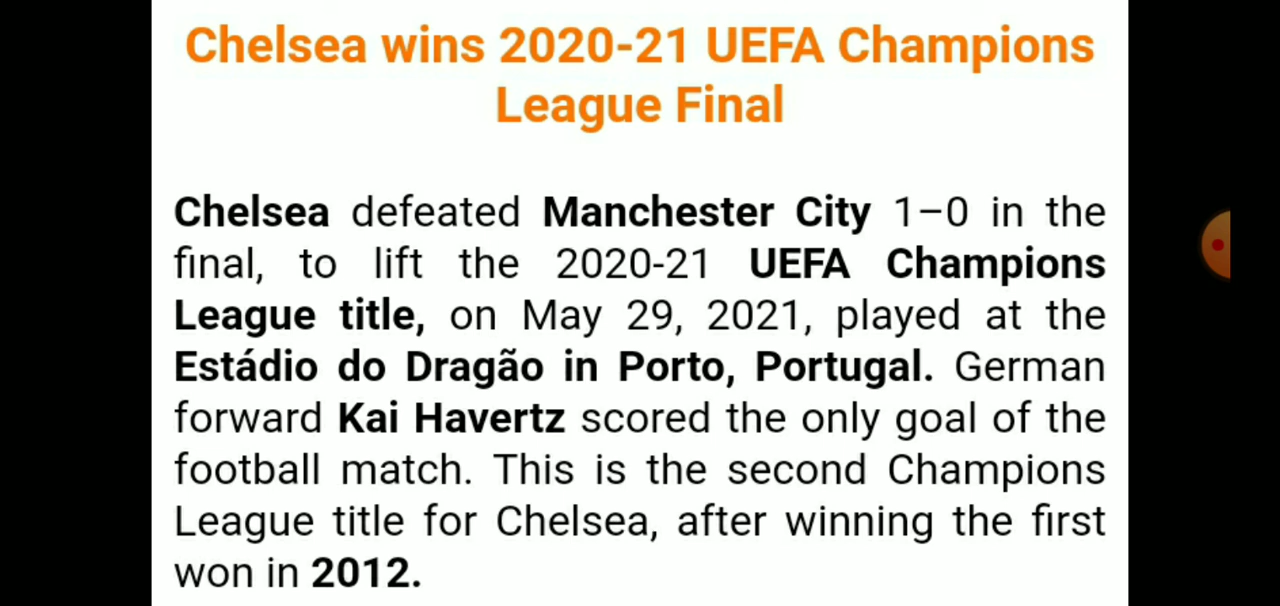 Chelsea wins 2020-21 UEFA Champions
League Final
Chelsea defeated Manchester City 1–0 in the
final, to lift the 2020-21 UEFA Champions
League title, on May 29, 2021, played at the
Estádio do Dragão in Porto, Portugal. German
forward Kai Havertz scored the only goal of the
football match. This is the second Champions
League title for Chelsea, after winning the first
won in 2012.